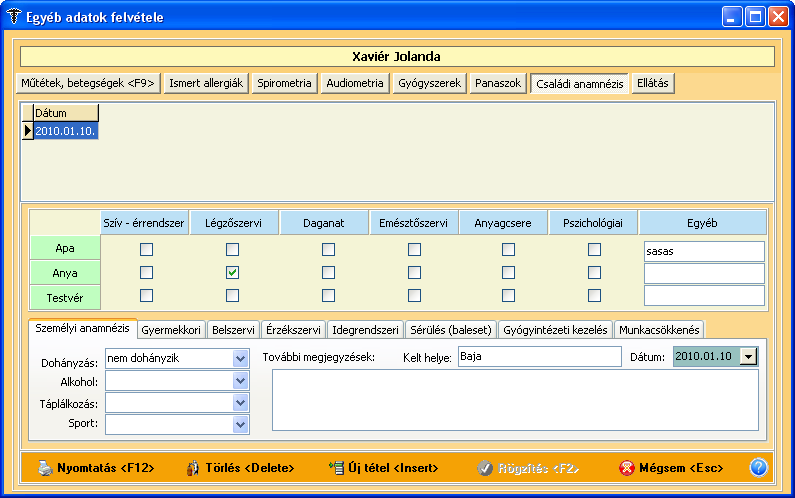 Egyéb adatok felvétele
Xaviér Jolanda
Műtétek, betegségek <F9> Ismert allergiák Spirometria Audiometria Gyógyszerek Panaszok Családi anamnézis Ellátás
Dátum
2010.01.10.
Szív - érrendszer Légzőszervi Daganat Emésztőszervi Anyagcsere Pszichológiai Egyéb
Apa sasas
Anya
Testvér
Személyi anamnézis Gyermekkori Belszervi Érzékszervi Idegrendszeri Sérülés (baleset) Gyógyintézeti kezelés Munkacsökkenés
Dohányzás: nem dohányzik További megjegyzések: Kelt helye: Baja Dátum: 2010.01.10
Alkohol:
Táplálkozás:
Sport:
Nyomtatás <F12> Törlés <Delete> Új tétel <Insert> Rögzítés <F2> Mégsem <Esc> ?